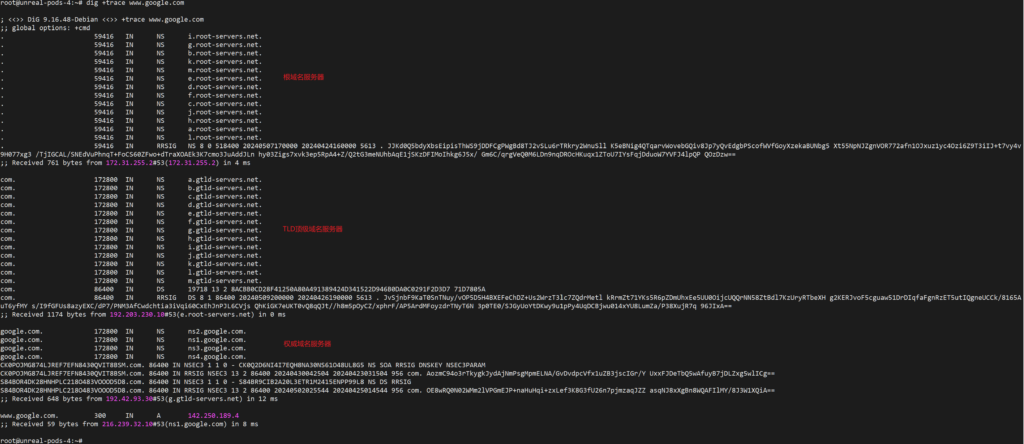 root@unreal-pods-4:~# dig +trace www.google.com
; <<>> DiG 9.16.48-Debian <<>> +trace www.google.com
;; global options: +cmd
. 59416 IN NS i.root-servers.net.
. 59416 IN NS g.root-servers.net.
. 59416 IN NS b.root-servers.net.
. 59416 IN NS k.root-servers.net.
. 59416 IN NS m.root-servers.net.
. 59416 IN NS e.root-servers.net. 根域名服务器
. 59416 IN NS d.root-servers.net.
. 59416 IN NS f.root-servers.net.
. 59416 IN NS c.root-servers.net.
. 59416 IN NS j.root-servers.net.
. 59416 IN NS h.root-servers.net.
. 59416 IN NS a.root-servers.net.
. 59416 IN NS l.root-servers.net.
. 59416 IN RRSIG NS 8 0 518400 20240507170000 20240424160000 5613 .
;; Received 761 bytes from 172.31.255.2#53(172.31.255.2) in 4 ms
com. 172800 IN NS a.gtld-servers.net.
com. 172800 IN NS b.gtld-servers.net.
com. 172800 IN NS c.gtld-servers.net.
com. 172800 IN NS d.gtld-servers.net.
com. 172800 IN NS e.gtld-servers.net.
com. 172800 IN NS f.gtld-servers.net.
com. 172800 IN NS g.gtld-servers.net. TLD顶级域名服务器
com. 172800 IN NS h.gtld-servers.net.
com. 172800 IN NS i.gtld-servers.net.
com. 172800 IN NS j.gtld-servers.net.
com. 172800 IN NS k.gtld-servers.net.
com. 172800 IN NS l.gtld-servers.net.
com. 172800 IN NS m.gtld-servers.net.
com. 86400 IN DS 19718 13 2
com. 86400 IN RRSIG DS 8 1 86400 20240509200000 20240426190000 5613 .
;; Received 1174 bytes from 192.203.230.10#53(e.root-servers.net) in 0 ms
google.com. 172800 IN NS ns2.google.com.
google.com. 172800 IN NS ns1.google.com. 权威域名服务器
google.com. 172800 IN NS ns3.google.com.
google.com. 172800 IN NS ns4.google.com.
86400 IN NSEC3 1 1 0 - NS SOA RRSIG DNSKEY NSEC3PARAM
86400 IN RRSIG NSEC3 13 2 86400 20240430042504 20240423031504 956 com.
86400 IN NSEC3 1 1 0 - NS DS RRSIG
86400 IN RRSIG NSEC3 13 2 86400 20240502025544 20240425014544 956 com.
;; Received 648 bytes from 192.42.93.30#53(g.gtld-servers.net) in 12 ms
www.google.com. 300 IN A 142.250.189.4
;; Received 59 bytes from 216.239.32.10#53(ns1.google.com) in 8 ms
root@unreal-pods-4:~#